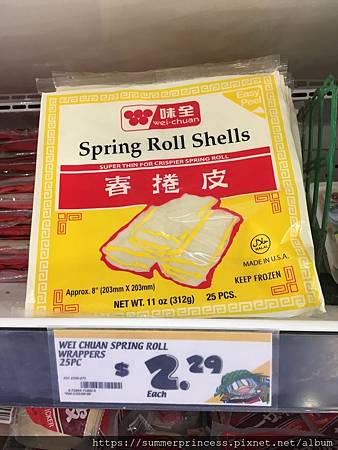 味全
wei-chuan
Easy
Peel
Spring Roll Shells
SUPER THIN FOR CRISPIER SPRING ROLL
春捲皮
HALAL
MADE IN U.S.A.
KEEP FROZEN
Approx. 8" (203mm x 203mm)
NET WT. 11 oz (312g)
25 PCS.
WEI CHUAN SPRING ROLL
WRAPPERS
25PC
$ 2.29
Each
https://summerprincess.pixnet.net/album